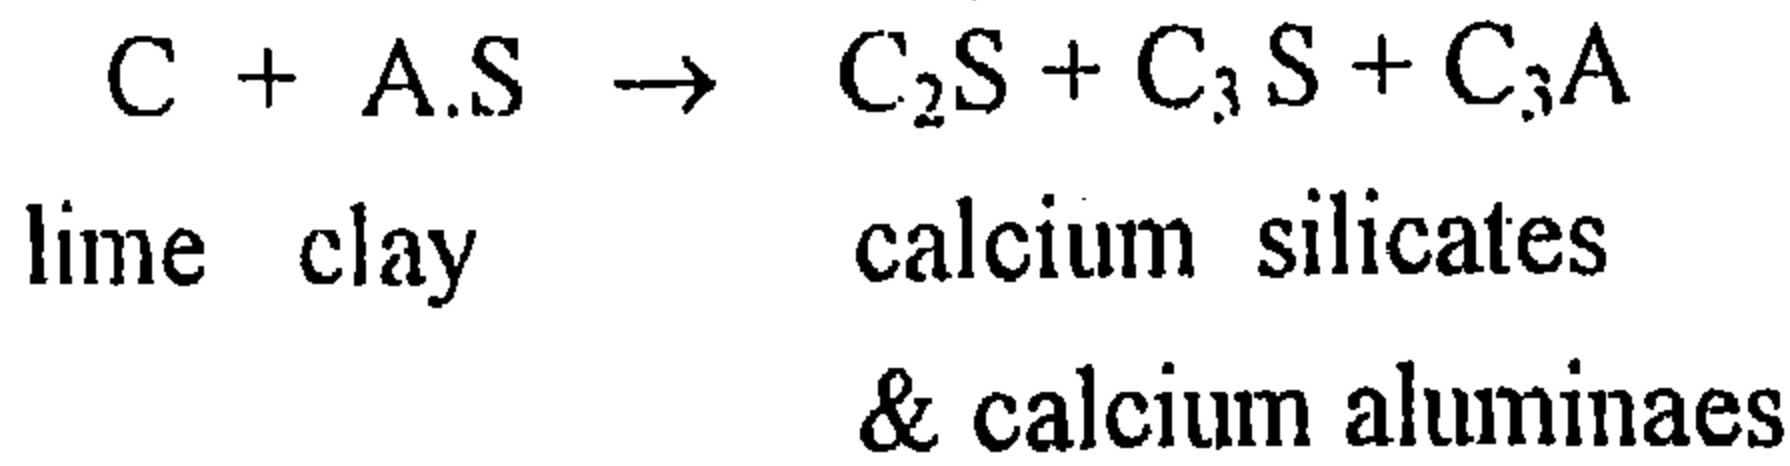 C + A.S → C₂S + C₃S + C₃A
lime clay calcium silicates
& calcium aluminaes